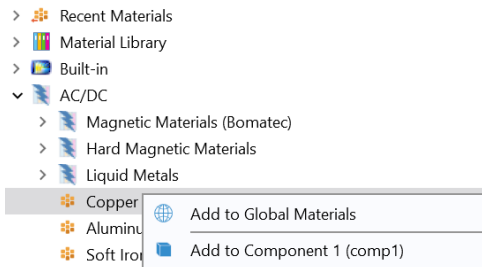 Recent Materials
Material Library
Built-in
AC/DC
Magnetic Materials (Bomatec)
Hard Magnetic Materials
Liquid Metals
Copper
Add to Global Materials
Add to Component 1 (comp1)
Soft